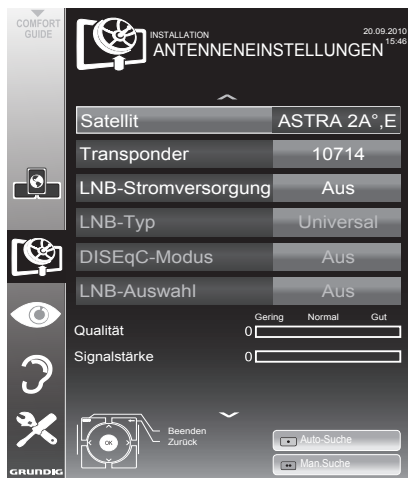 COMFORT
GUIDE
INSTALLATION
20.09.2010
ANTENNENEINSTELLUNGEN
15:46
Satellit ASTRA 2A°,E
Transponder 10714
LNB-Stromversorgung Aus
LNB-Typ Universal
DISEqC-Modus Aus
LNB-Auswahl Aus
Gering Normal Gut
Qualität 0
Signalstärke 0
Beenden
Zurück
OK
Auto-Suche
Man.Suche
GRUNDIG